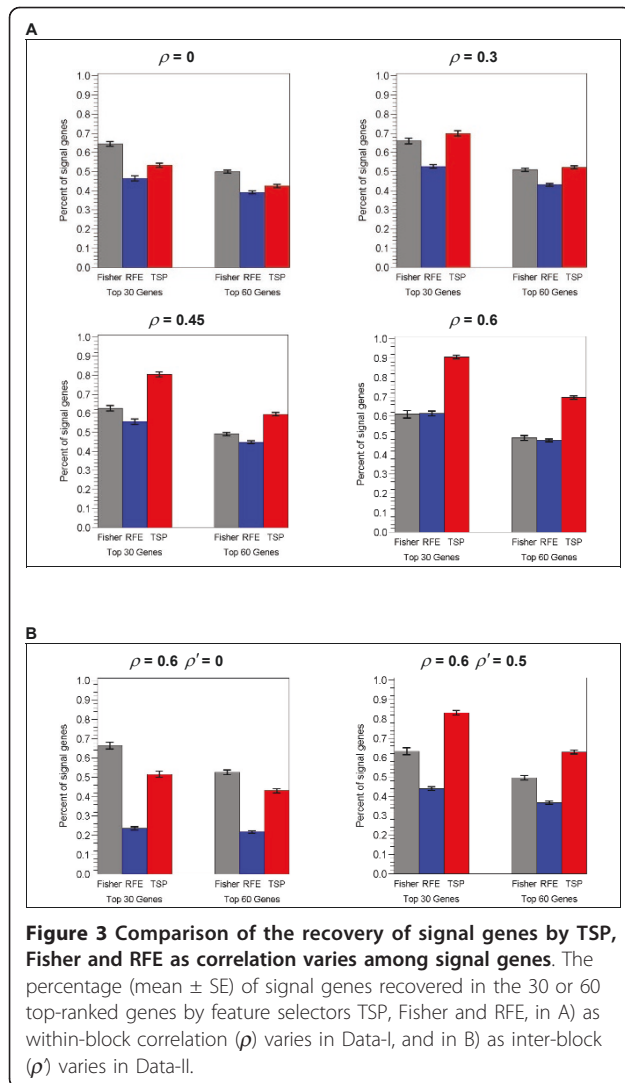 A
ρ = 0
ρ = 0.3
1.0
0.9
0.8
0.7
0.6
0.5
0.4
0.3
0.2
0.1
0.0
Percent of signal genes
Fisher RFE TSP
Top 30 Genes
Fisher RFE TSP
Top 60 Genes
1.0
0.9
0.8
0.7
0.6
0.5
0.4
0.3
0.2
0.1
0.0
Percent of signal genes
Fisher RFE TSP
Top 30 Genes
Fisher RFE TSP
Top 60 Genes
ρ = 0.45
ρ = 0.6
1.0
0.9
0.8
0.7
0.6
0.5
0.4
0.3
0.2
0.1
0.0
Percent of signal genes
Fisher RFE TSP
Top 30 Genes
Fisher RFE TSP
Top 60 Genes
1.0
0.9
0.8
0.7
0.6
0.5
0.4
0.3
0.2
0.1
0.0
Percent of signal genes
Fisher RFE TSP
Top 30 Genes
Fisher RFE TSP
Top 60 Genes
B
ρ = 0.6 ρ' = 0
ρ = 0.6 ρ' = 0.5
1.0
0.9
0.8
0.7
0.6
0.5
0.4
0.3
0.2
0.1
0.0
Percent of signal genes
Fisher RFE TSP
Top 30 Genes
Fisher RFE TSP
Top 60 Genes
1.0
0.9
0.8
0.7
0.6
0.5
0.4
0.3
0.2
0.1
0.0
Percent of signal genes
Fisher RFE TSP
Top 30 Genes
Fisher RFE TSP
Top 60 Genes
Figure 3 Comparison of the recovery of signal genes by TSP,
Fisher and RFE as correlation varies among signal genes. The
percentage (mean ± SE) of signal genes recovered in the 30 or 60
top-ranked genes by feature selectors TSP, Fisher and RFE, in A) as
within-block correlation (ρ) varies in Data-I, and in B) as inter-block
(ρ') varies in Data-II.